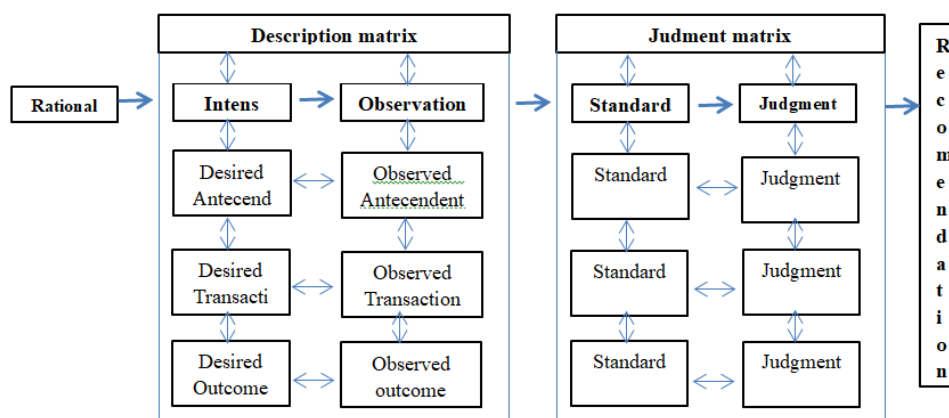 Description matrix
Judgment matrix
Rational
Intens
Observation
Standard
Judgment
Desired
Antecend
Observed
Antecendent
Standard
Judgment
Desired
Transacti
Observed
Transaction
Standard
Judgment
Desired
Outcome
Observed
outcome
Standard
Judgment
R
e
c
o
m
e
n
d
a
t
i
o
n